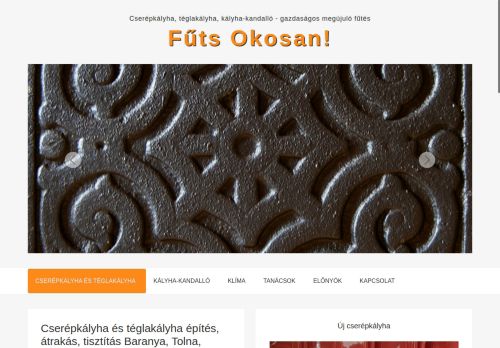 Cserépkályha, téglakályha, kályha-kandalló - gazdaságos megújuló fűtés
Fűts Okosan!
CSERÉPKÁLYHA ÉS TÉGLAKÁLYHA
KÁLYHA-KANDALLÓ
KLÍMA
TANÁCSOK
ELŐNYÖK
KAPCSOLAT
Cserépkályha és téglakályha építés,
átrakás, tisztítás Baranya, Tolna,
Új cserépkályha